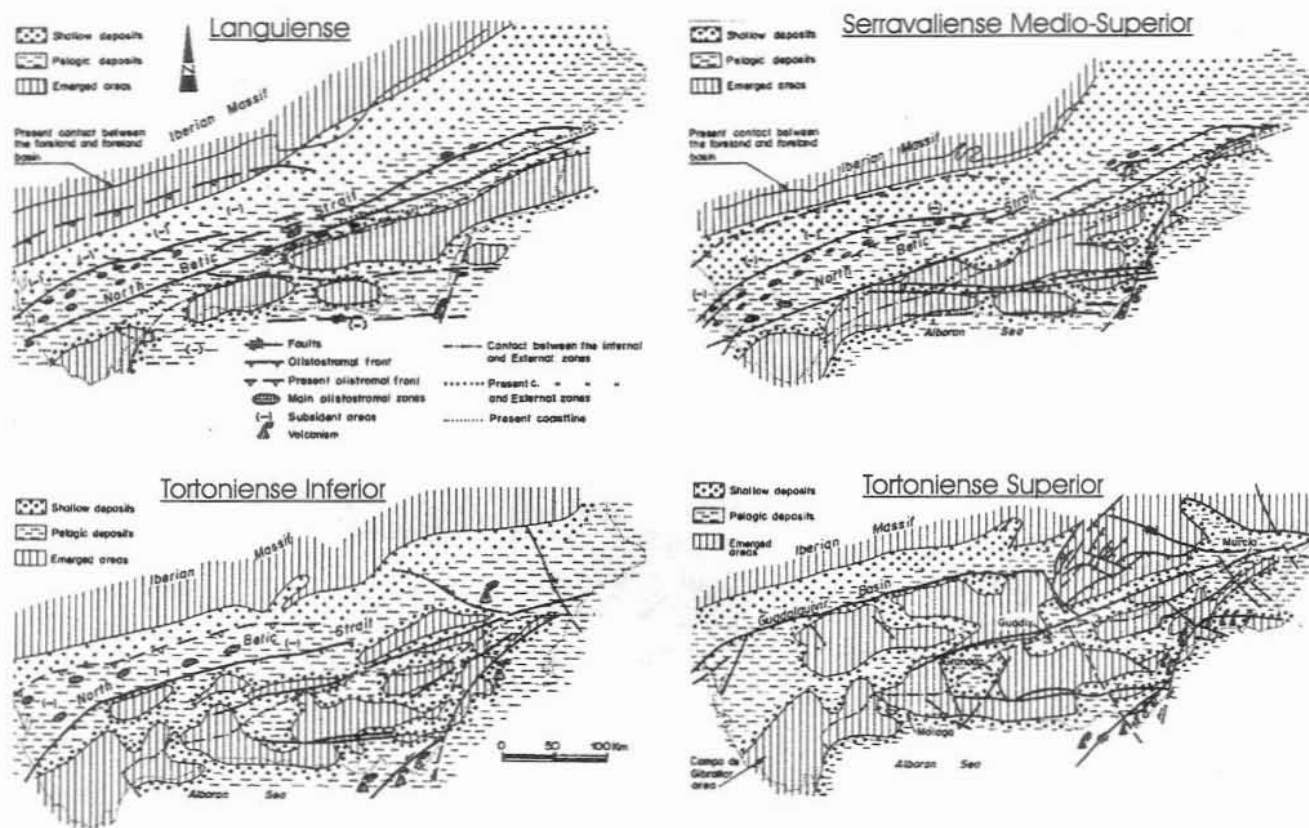 Languiense
Shallow deposits
Pelagic deposits
Emerged areas
N
Iberian Massif
Present contact between
the foreland and foreland
basin
North Betic Strait
(-)
(-)
(-)
(-)
(-)
(-)
Faults
Olistostromal front
Present olistromal front
Main olistostromal zones
(-) Subsident areas
Volcanism
Contact between the Internal
and External zones
Present c. " " "
and External zones
Present coastline
Serravaliense Medio-Superior
Shallow deposits
Pelagic deposits
Emerged areas
Iberian Massif
Present contact between
the foreland and foreland
basin
North Betic Strait
(-)
(-)
(-)
(-)
Alboran Sea
Tortoniense Inferior
Shallow deposits
Pelagic deposits
Emerged areas
Iberian Massif
North Betic Strait
(-)
(-)
Alboran Sea
0 50 100 Km
Tortoniense Superior
Shallow deposits
Pelagic deposits
Emerged
areas
Iberian Massif
Guadalquivir Basin
Murcia
Guadix
Granada
Malaga
Campo de
Gibraltar
area
Alboran Sea